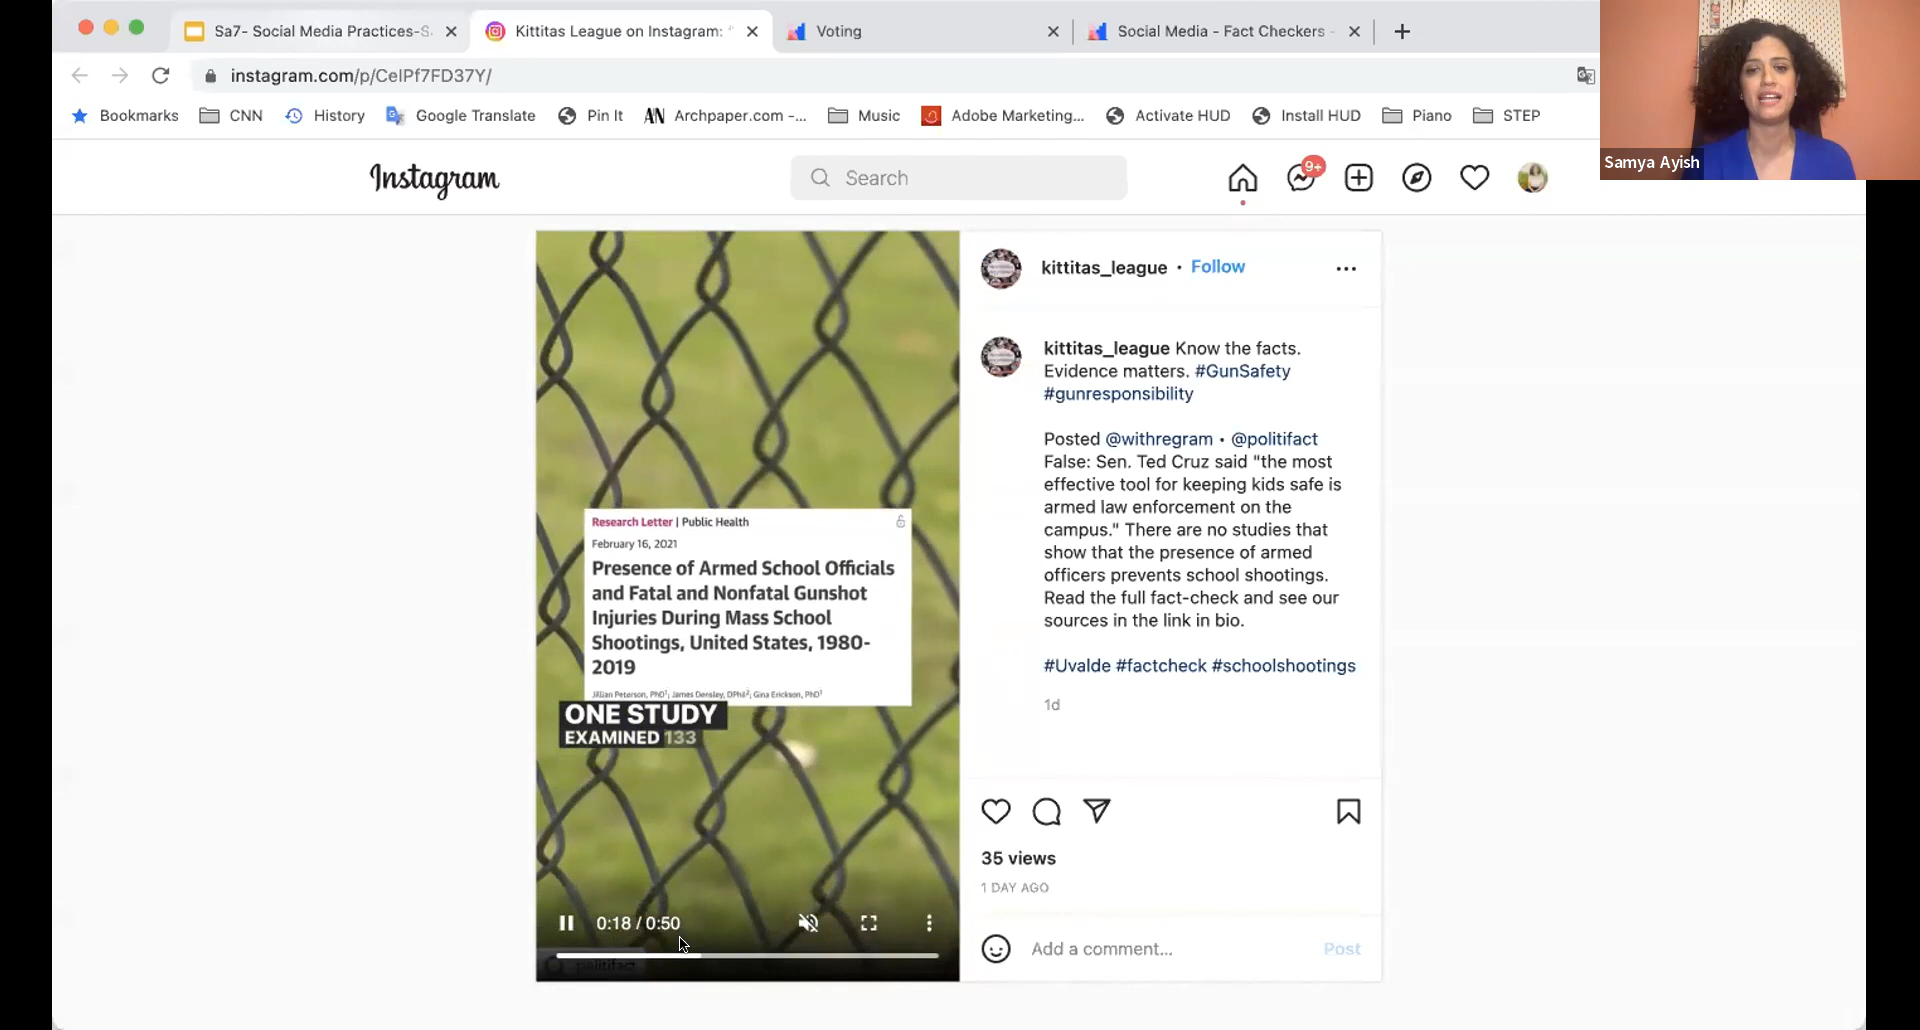 Sa7- Social Media Practices-S
Kittitas League on Instagram: "
Voting
Social Media - Fact Checkers -
instagram.com/p/CeIPf7FD37Y/
Bookmarks
CNN
History
Google Translate
Pin It
Archpaper.com -...
Music
Adobe Marketing...
Activate HUD
Install HUD
Piano
STEP
Samya Ayish
Instagram
Search
9+
Research Letter | Public Health
February 16, 2021
Presence of Armed School Officials
and Fatal and Nonfatal Gunshot
Injuries During Mass School
Shootings, United States, 1980-
2019
Jillian Peterson, PhD1; James Densley, DPhil2; Gina Erickson, PhD1
ONE STUDY
EXAMINED 133
0:18 / 0:50
politifact
kittitas_league • Follow
kittitas_league Know the facts.
Evidence matters. #GunSafety
#gunresponsibility
Posted @withregram • @politifact
False: Sen. Ted Cruz said "the most
effective tool for keeping kids safe is
armed law enforcement on the
campus." There are no studies that
show that the presence of armed
officers prevents school shootings.
Read the full fact-check and see our
sources in the link in bio.
#Uvalde #factcheck #schoolshootings
1d
35 views
1 DAY AGO
Add a comment...
Post